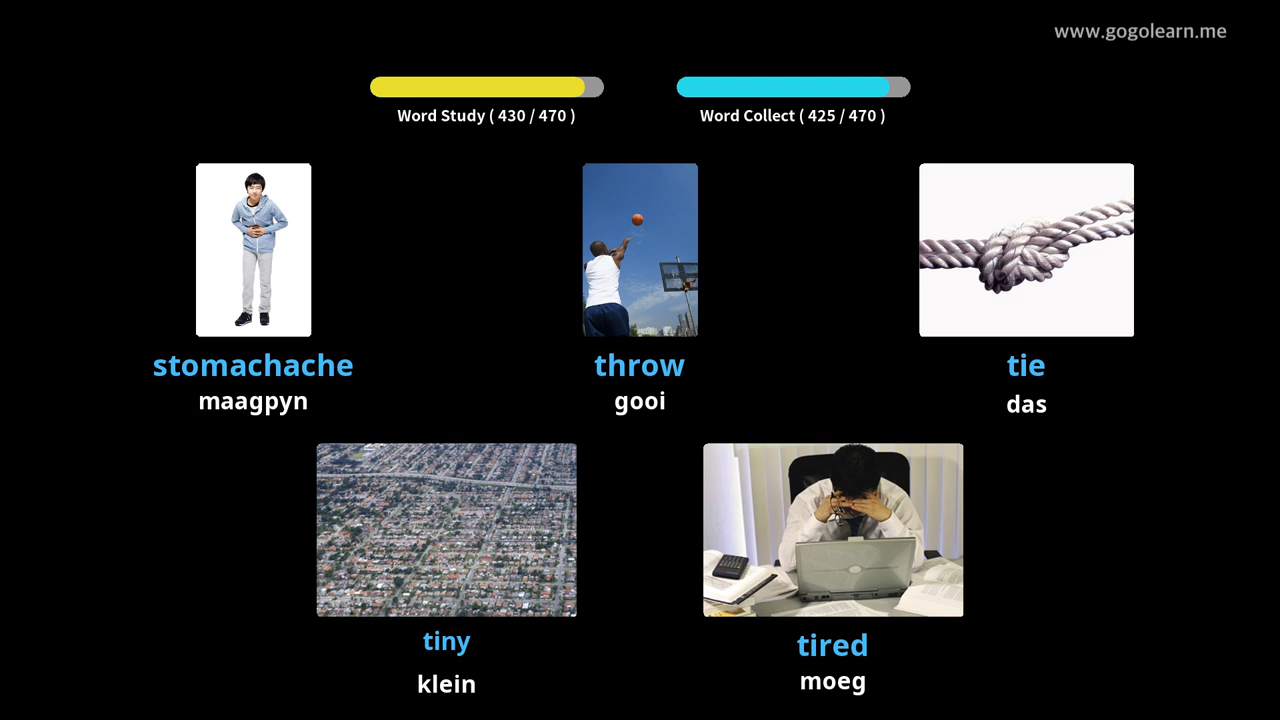 www.gogolearn.me
Word Study ( 430 / 470 )
Word Collect ( 425 / 470 )
stomachache
maagpyn
throw
gooi
tie
das
tiny
klein
tired
moeg